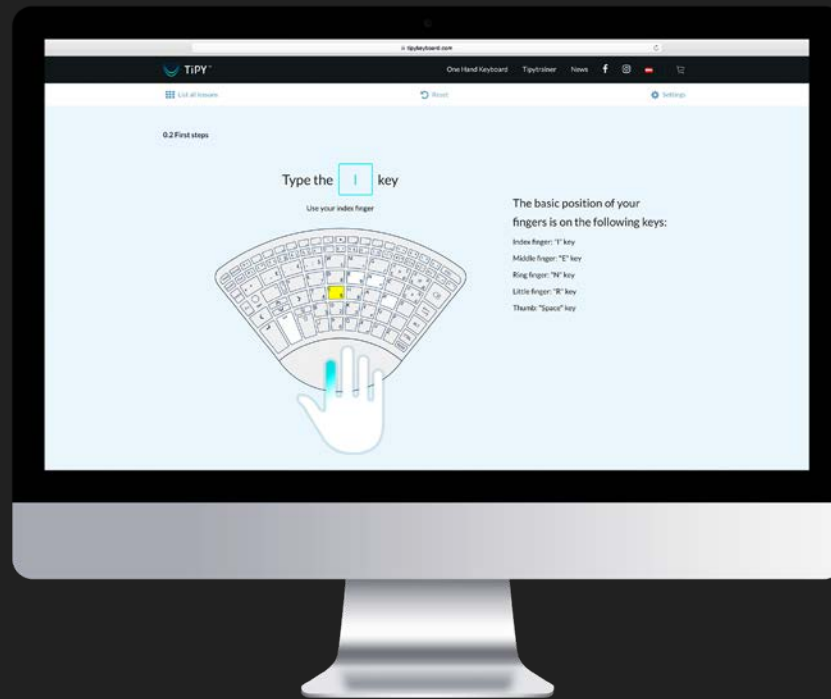 tipykeyboard.com
TiPY™
One Hand Keyboard Tipytrainer News
List all lessons
Reset
Settings
0.2 First steps
Type the I key
Use your index finger
The basic position of your
fingers is on the following keys:
Index finger: "I" key
Middle finger: "E" key
Ring finger: "N" key
Little finger: "R" key
Thumb: "Space" key